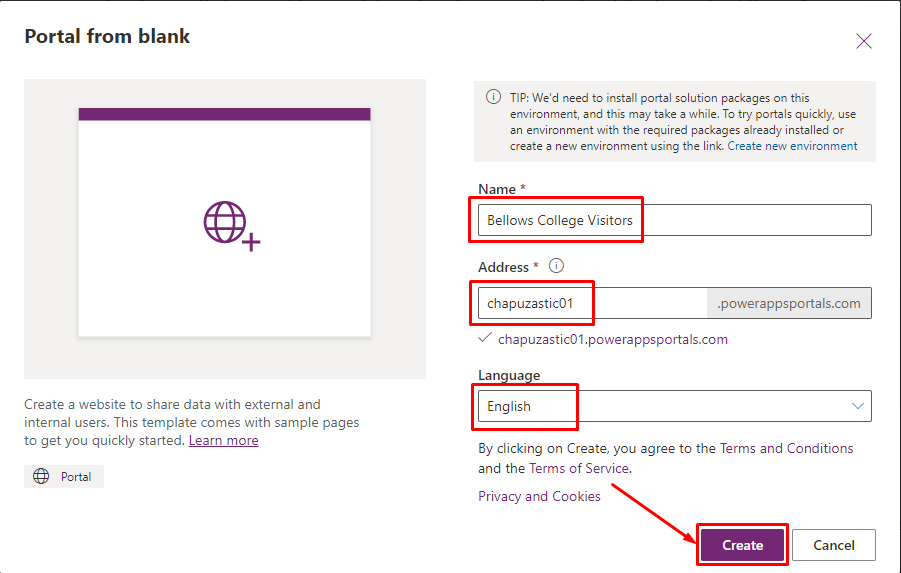 Portal from blank
TIP: We'd need to install portal solution packages on this
environment, and this may take a while. To try portals quickly, use
an environment with the required packages already installed or
create a new environment using the link. Create new environment
Name *
Bellows College Visitors
Address *
chapuzastic01
.powerappsportals.com
chapuzastic01.powerappsportals.com
Language
English
Create a website to share data with external and
internal users. This template comes with sample pages
to get you quickly started. Learn more
Portal
By clicking on Create, you agree to the Terms and Conditions
and the Terms of Service.
Privacy and Cookies
Create
Cancel